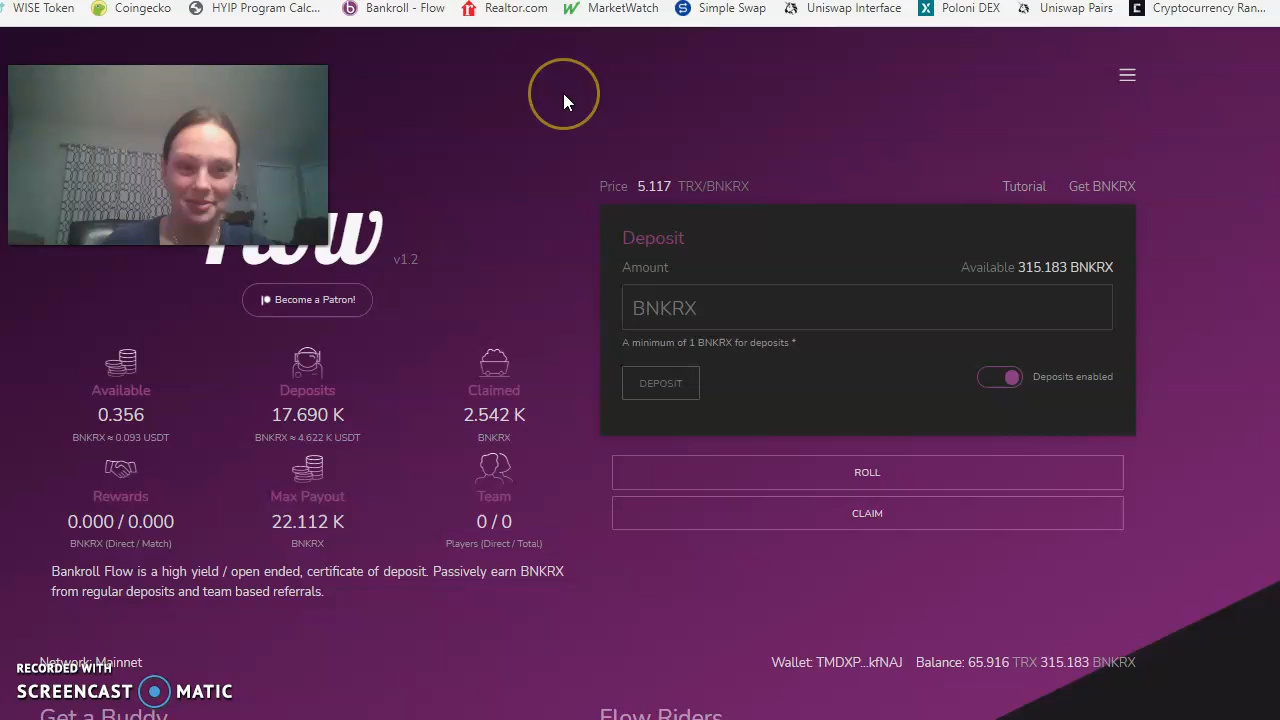 WISE Token Coingecko HYIP Program Calc... Bankroll - Flow Realtor.com MarketWatch Simple Swap Uniswap Interface Poloni DEX Uniswap Pairs Cryptocurrency Ran...
Price 5.117 TRX/BNKRX Tutorial Get BNKRX
flow v1.2
Become a Patron!
Deposit
Amount Available 315.183 BNKRX
BNKRX
A minimum of 1 BNKRX for deposits *
DEPOSIT Deposits enabled
Available Deposits Claimed
0.356 17.690 K 2.542 K
BNKRX ≈ 0.093 USDT BNKRX ≈ 4.622 K USDT BNKRX
ROLL
CLAIM
Rewards Max Payout Team
0.000 / 0.000 22.112 K 0 / 0
BNKRX (Direct / Match) BNKRX Players (Direct / Total)
Bankroll Flow is a high yield / open ended, certificate of deposit. Passively earn BNKRX
from regular deposits and team based referrals.
Network: Mainnet Wallet: TMDXP...kfNAJ Balance: 65.916 TRX 315.183 BNKRX
RECORDED WITH
SCREENCAST MATIC
Get a Buddy Flow Riders